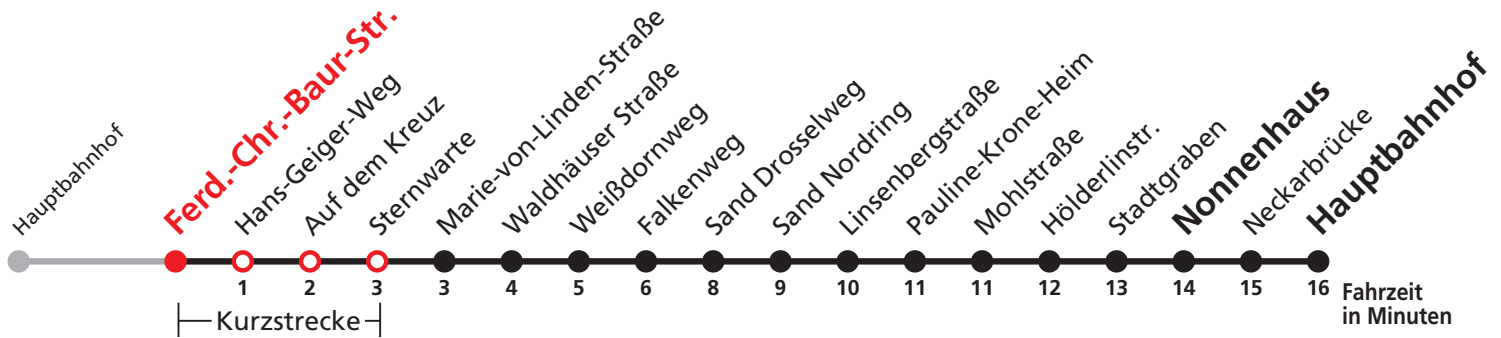 Hauptbahnhof
Ferd.-Chr.-Baur-Str.
Hans-Geiger-Weg
Auf dem Kreuz
Sternwarte
Marie-von-Linden-Straße
Waldhäuser Straße
Weißdornweg
Falkenweg
Sand Drosselweg
Sand Nordring
Linsenbergstraße
Pauline-Krone-Heim
Mohlstraße
Hölderlinstr.
Stadtgraben
Nonnenhaus
Neckarbrücke
Hauptbahnhof
1 2 3 3 4 5 6 8 9 10 11 11 12 13 14 15 16 Fahrzeit
in Minuten
Kurzstrecke